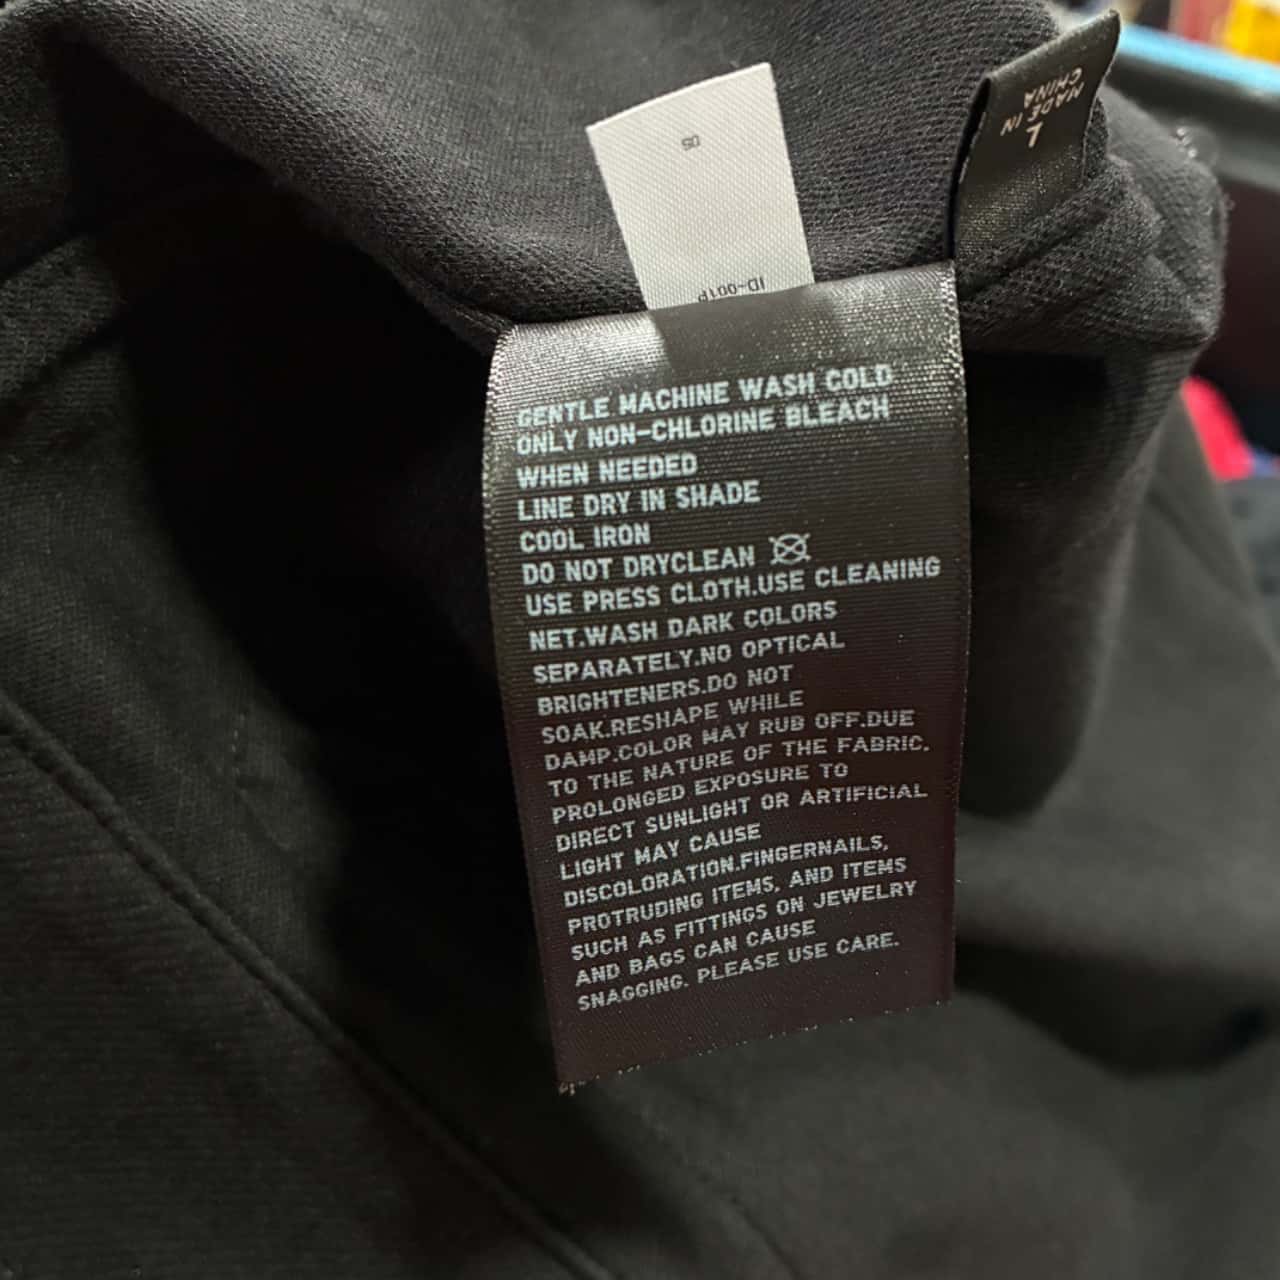 L
MADE IN
CHINA
05
ID-001P
GENTLE MACHINE WASH COLD
ONLY NON-CHLORINE BLEACH
WHEN NEEDED
LINE DRY IN SHADE
COOL IRON
DO NOT DRYCLEAN
USE PRESS CLOTH.USE CLEANING
NET.WASH DARK COLORS
SEPARATELY.NO OPTICAL
BRIGHTENERS.DO NOT
SOAK.RESHAPE WHILE
DAMP.COLOR MAY RUB OFF.DUE
TO THE NATURE OF THE FABRIC.
PROLONGED EXPOSURE TO
DIRECT SUNLIGHT OR ARTIFICIAL
LIGHT MAY CAUSE
DISCOLORATION.FINGERNAILS,
PROTRUDING ITEMS, AND ITEMS
SUCH AS FITTINGS ON JEWELRY
AND BAGS CAN CAUSE
SNAGGING. PLEASE USE CARE.